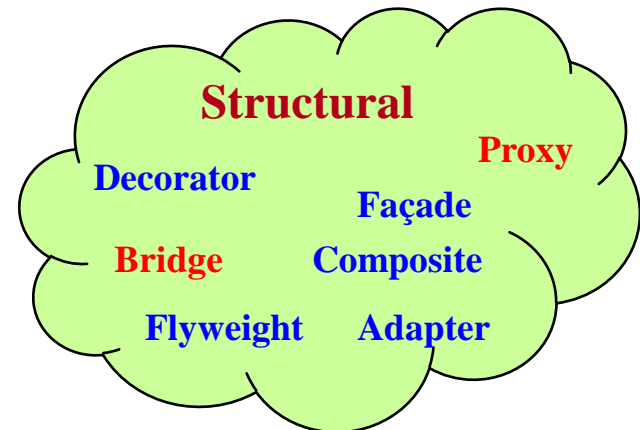 Structural
Proxy
Decorator
Façade
Bridge
Composite
Flyweight
Adapter